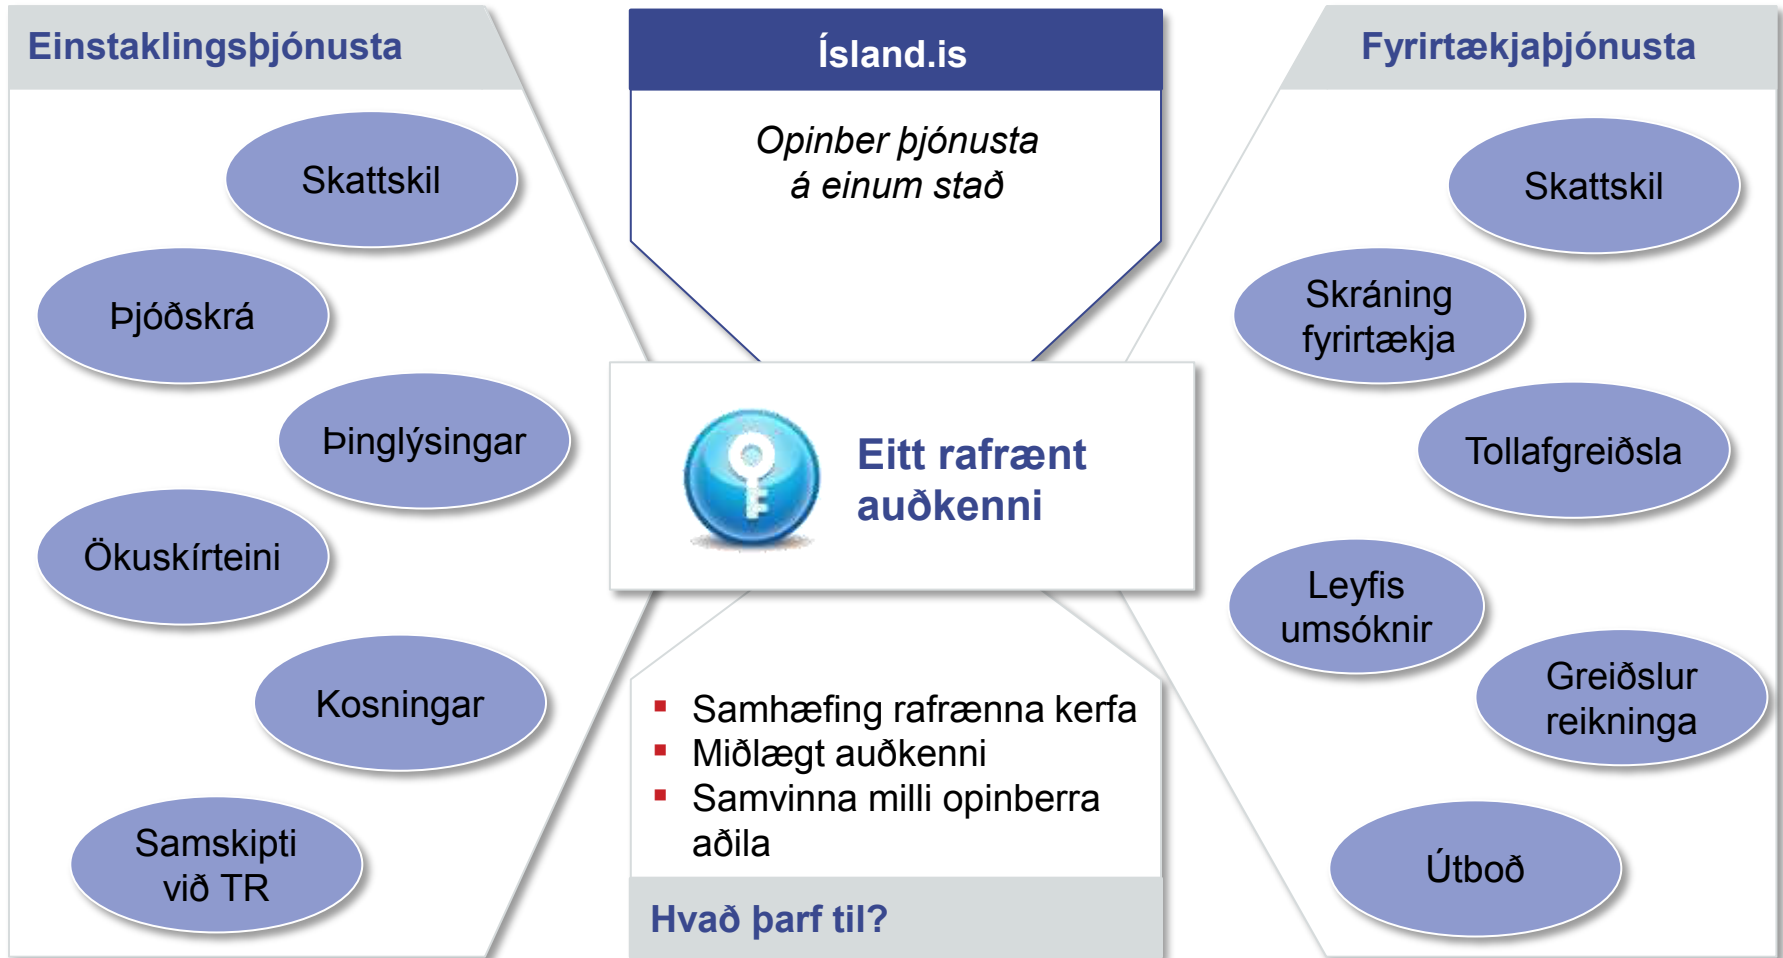 Einstaklingsþjónusta
Skattskil
Þjóðskrá
Þinglýsingar
Ökuskírteini
Kosningar
Samskipti
við TR
Ísland.is
Opinber þjónusta
á einum stað
Eitt rafrænt
auðkenni
▪ Samhæfing rafrænna kerfa
▪ Miðlægt auðkenni
▪ Samvinna milli opinberra
aðila
Hvað þarf til?
Fyrirtækjaþjónusta
Skattskil
Skráning
fyrirtækja
Tollafgreiðsla
Leyfis
umsóknir
Greiðslur
reikninga
Útboð